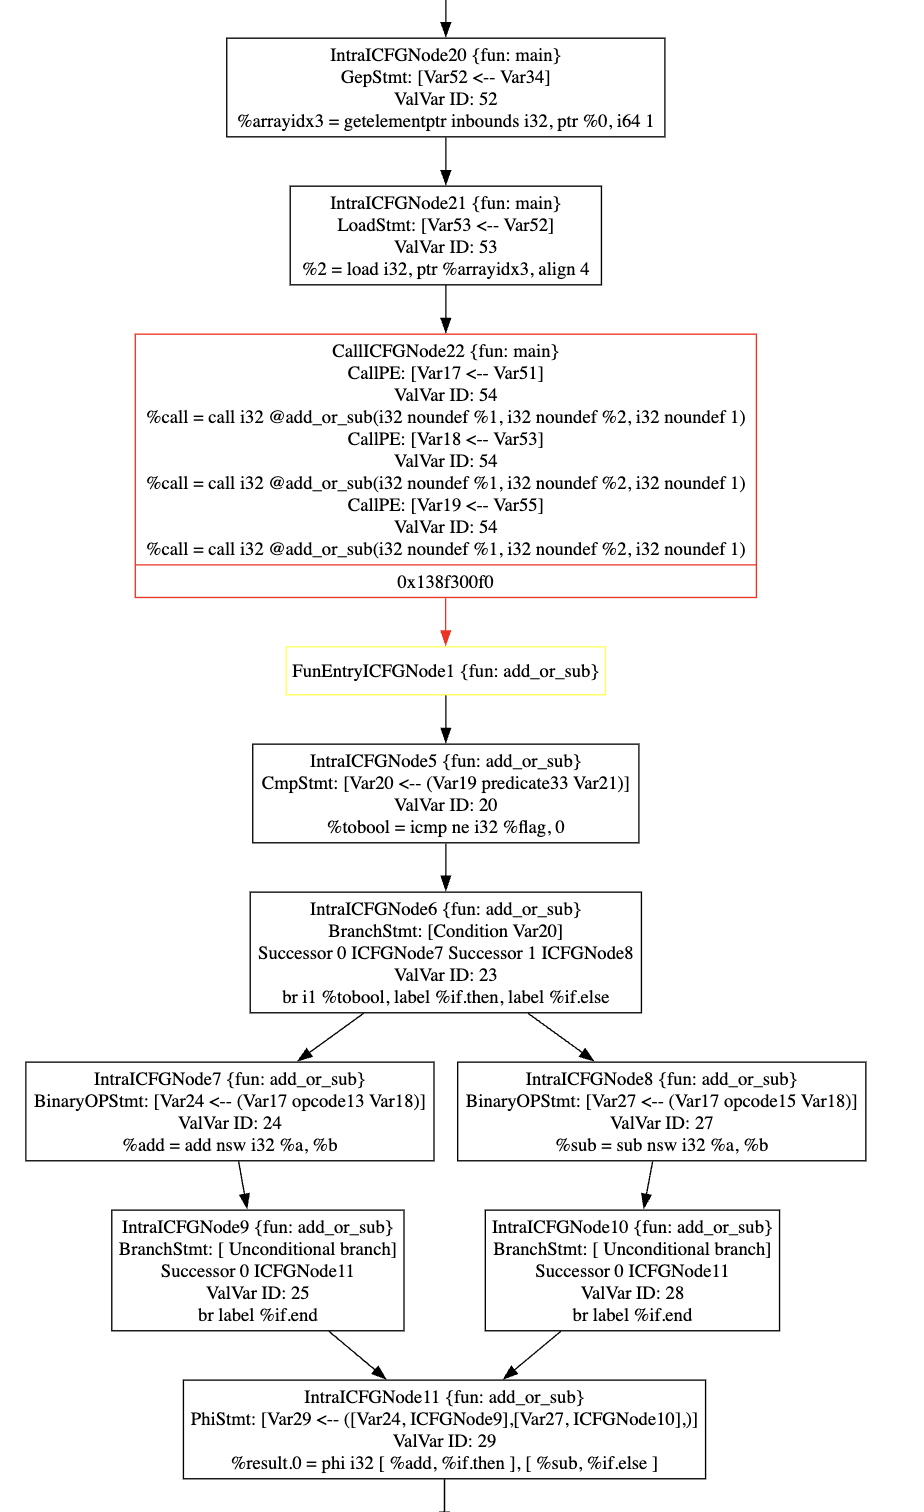 IntraICFGNode20 {fun: main}
GepStmt: [Var52 <-- Var34]
ValVar ID: 52
%arrayidx3 = getelementptr inbounds i32, ptr %0, i64 1
IntraICFGNode21 {fun: main}
LoadStmt: [Var53 <-- Var52]
ValVar ID: 53
%2 = load i32, ptr %arrayidx3, align 4
CallICFGNode22 {fun: main}
CallPE: [Var17 <-- Var51]
ValVar ID: 54
%call = call i32 @add_or_sub(i32 noundef %1, i32 noundef %2, i32 noundef 1)
CallPE: [Var18 <-- Var53]
ValVar ID: 54
%call = call i32 @add_or_sub(i32 noundef %1, i32 noundef %2, i32 noundef 1)
CallPE: [Var19 <-- Var55]
ValVar ID: 54
%call = call i32 @add_or_sub(i32 noundef %1, i32 noundef %2, i32 noundef 1)
0x138f300f0
FunEntryICFGNode1 {fun: add_or_sub}
IntraICFGNode5 {fun: add_or_sub}
CmpStmt: [Var20 <-- (Var19 predicate33 Var21)]
ValVar ID: 20
%tobool = icmp ne i32 %flag, 0
IntraICFGNode6 {fun: add_or_sub}
BranchStmt: [Condition Var20]
Successor 0 ICFGNode7 Successor 1 ICFGNode8
ValVar ID: 23
br i1 %tobool, label %if.then, label %if.else
IntraICFGNode7 {fun: add_or_sub}
BinaryOPStmt: [Var24 <-- (Var17 opcode13 Var18)]
ValVar ID: 24
%add = add nsw i32 %a, %b
IntraICFGNode8 {fun: add_or_sub}
BinaryOPStmt: [Var27 <-- (Var17 opcode15 Var18)]
ValVar ID: 27
%sub = sub nsw i32 %a, %b
IntraICFGNode9 {fun: add_or_sub}
BranchStmt: [ Unconditional branch]
Successor 0 ICFGNode11
ValVar ID: 25
br label %if.end
IntraICFGNode10 {fun: add_or_sub}
BranchStmt: [ Unconditional branch]
Successor 0 ICFGNode11
ValVar ID: 28
br label %if.end
IntraICFGNode11 {fun: add_or_sub}
PhiStmt: [Var29 <-- ([Var24, ICFGNode9],[Var27, ICFGNode10],)]
ValVar ID: 29
%result.0 = phi i32 [ %add, %if.then ], [ %sub, %if.else ]